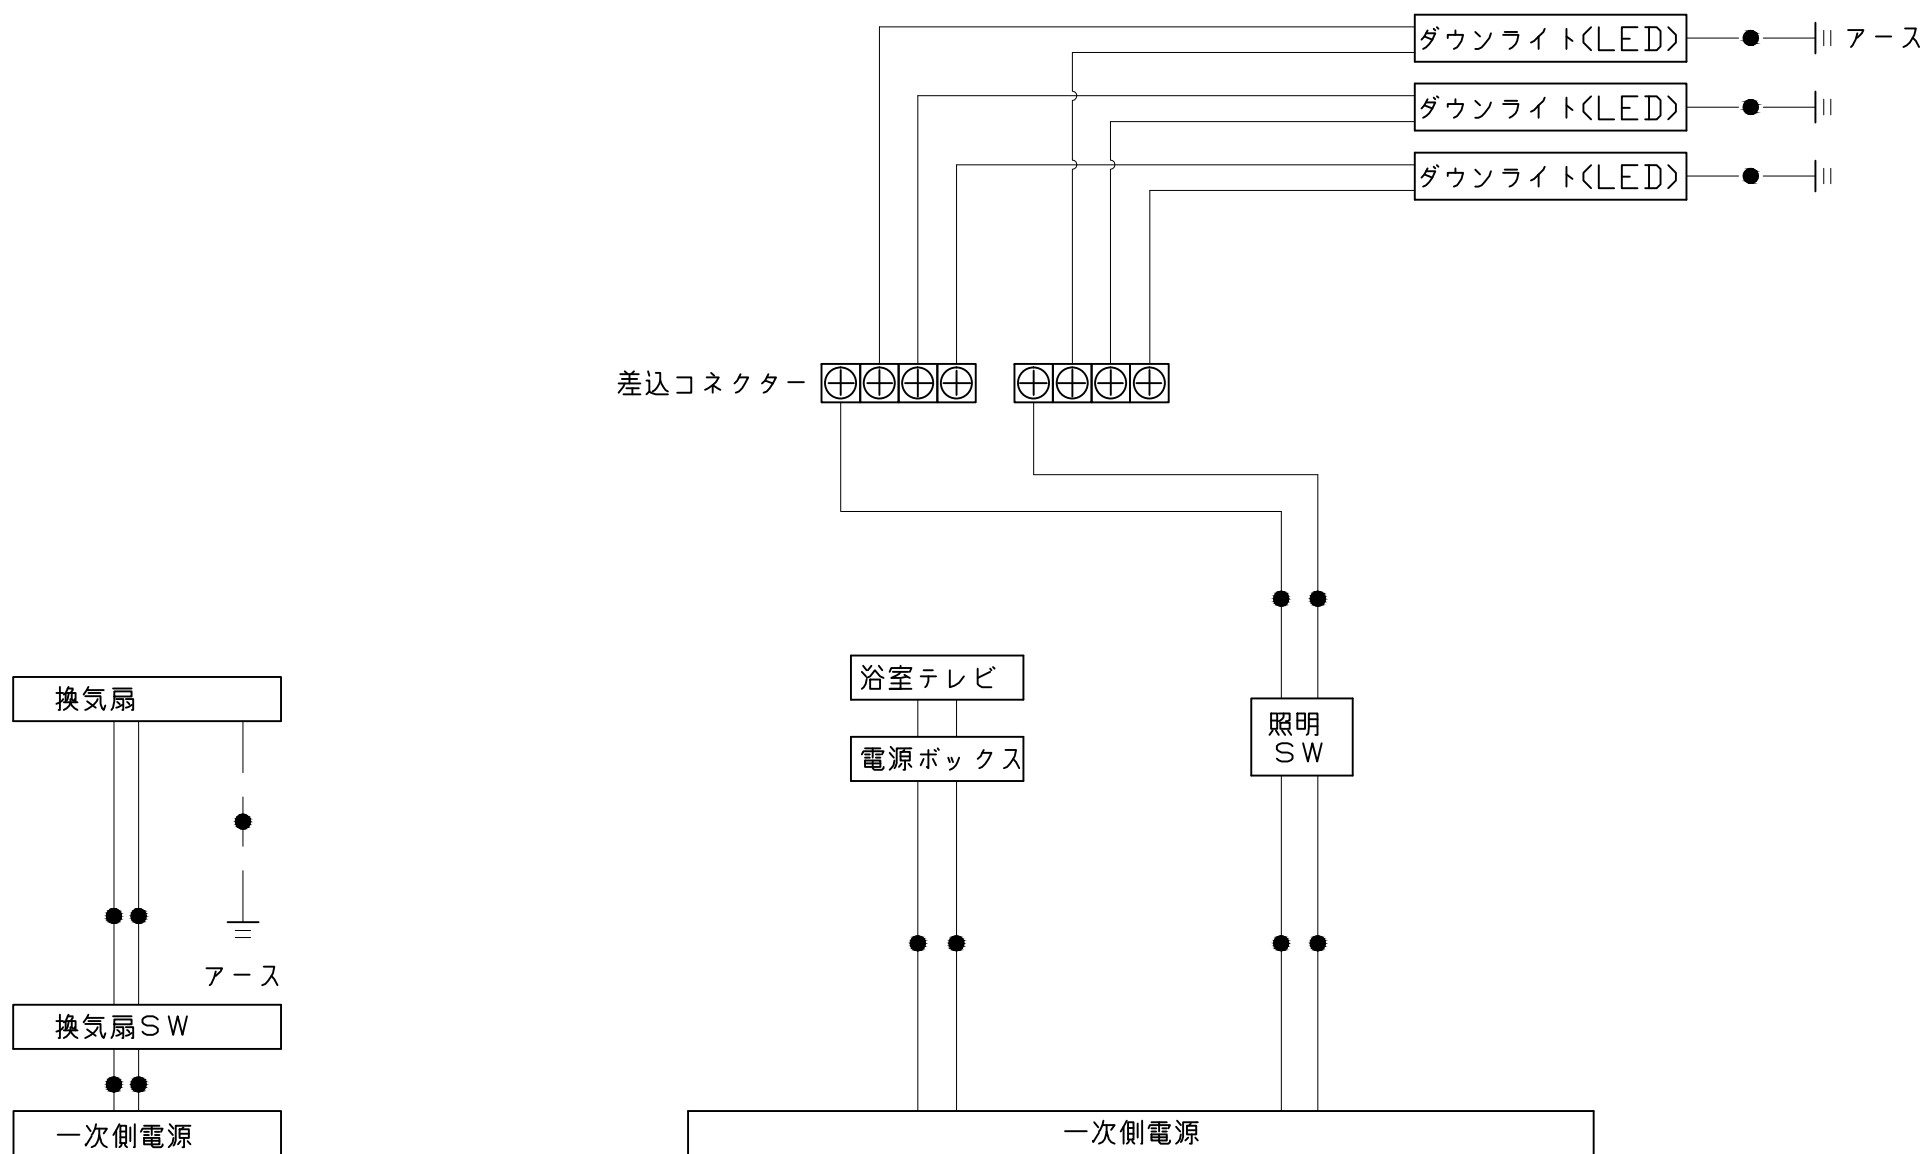 ダウンライト(LED)
アース
ダウンライト(LED)
ダウンライト(LED)
差込コネクター
浴室テレビ
換気扇
照明
SW
電源ボックス
アース
換気扇SW
一次側電源
一次側電源